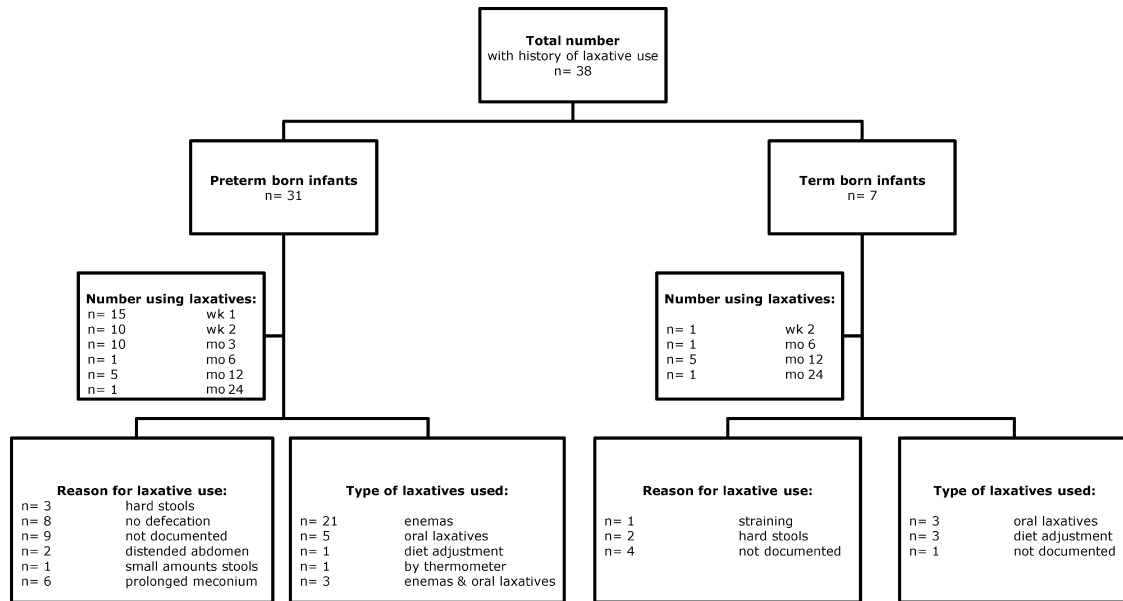 Total number
with history of laxative use
n= 38
Preterm born infants
n= 31
Term born infants
n= 7
Number using laxatives:
n= 15 wk 1
n= 10 wk 2
n= 10 mo 3
n= 1 mo 6
n= 5 mo 12
n= 1 mo 24
Number using laxatives:
n= 1 wk 2
n= 1 mo 6
n= 5 mo 12
n= 1 mo 24
Reason for laxative use:
n= 3 hard stools
n= 8 no defecation
n= 9 not documented
n= 2 distended abdomen
n= 1 small amounts stools
n= 6 prolonged meconium
Type of laxatives used:
n= 21 enemas
n= 5 oral laxatives
n= 1 diet adjustment
n= 1 by thermometer
n= 3 enemas & oral laxatives
Reason for laxative use:
n= 1 straining
n= 2 hard stools
n= 4 not documented
Type of laxatives used:
n= 3 oral laxatives
n= 3 diet adjustment
n= 1 not documented